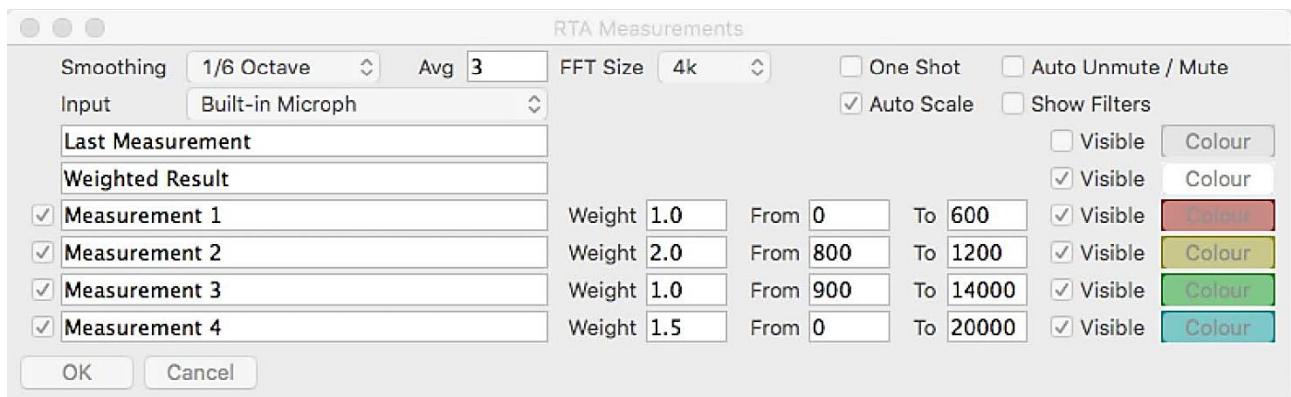 RTA Measurements
Smoothing 1/6 Octave Avg 3 FFT Size 4k One Shot Auto Unmute / Mute
Input Built-in Microph Auto Scale Show Filters
Last Measurement Visible Colour
Weighted Result Visible Colour
Measurement 1 Weight 1.0 From 0 To 600 Visible Colour
Measurement 2 Weight 2.0 From 800 To 1200 Visible Colour
Measurement 3 Weight 1.0 From 900 To 14000 Visible Colour
Measurement 4 Weight 1.5 From 0 To 20000 Visible Colour
OK Cancel